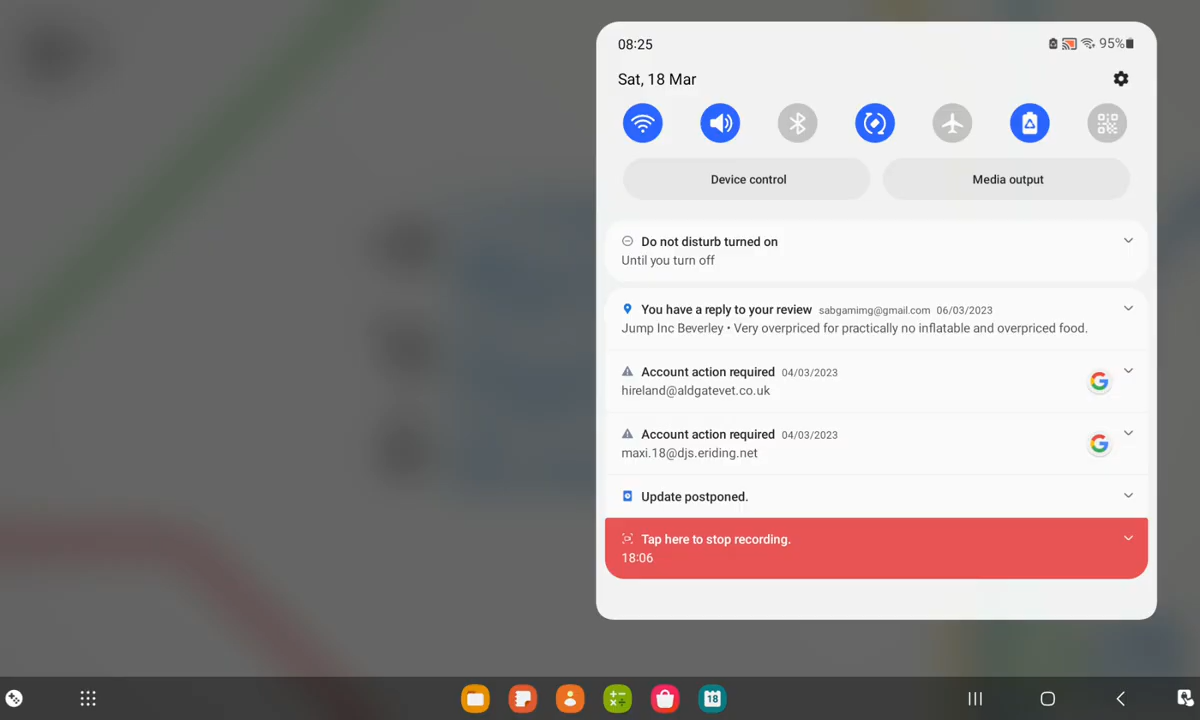 08:25
95%
Sat, 18 Mar
Device control
Media output
Do not disturb turned on
Until you turn off
You have a reply to your review sabgamimg@gmail.com 06/03/2023
Jump Inc Beverley • Very overpriced for practically no inflatable and overpriced food.
Account action required 04/03/2023
hireland@aldgatevet.co.uk
Account action required 04/03/2023
maxi.18@djs.eriding.net
Update postponed.
Tap here to stop recording.
18:06
18